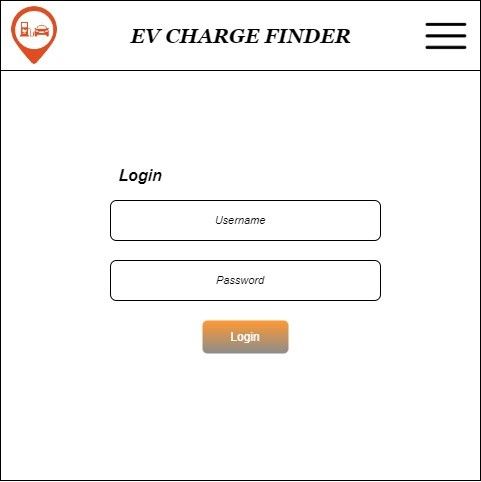 EV CHARGE FINDER
Login
Username
Password
Login